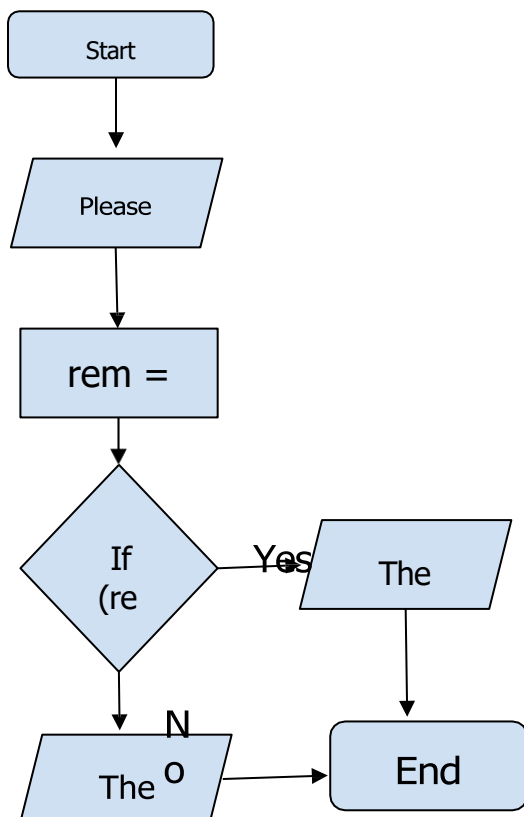 Start
Please
rem =
If
(re
Yes
The
N
o
The
End